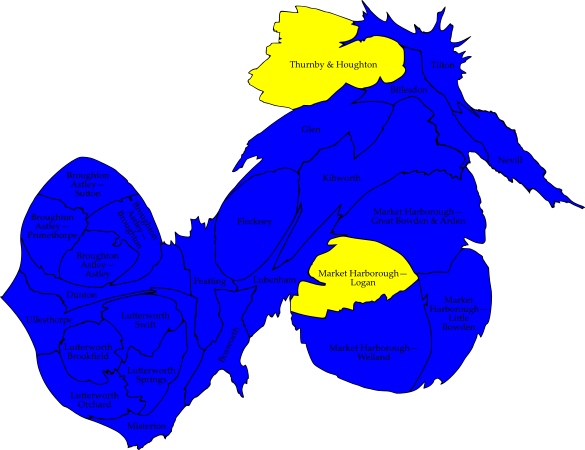 Thurnby & Houghton
Tilton
Billesdon
Glen
Nevill
Kibworth
Broughton
Astley—
Sutton
Broughton
Astley—
Primethorpe
Broughton
Astley—
Broughton
Broughton
Astley—
Astley
Fleckney
Market Harborough—
Great Bowden & Arden
Peatling
Lubenham
Market Harborough—
Logan
Dunton
Ullesthorpe
Lutterworth
Swift
Market
Harborough—
Little
Bowden
Bosworth
Lutterworth
Brookfield
Market Harborough—
Welland
Lutterworth
Springs
Lutterworth
Orchard
Misterton